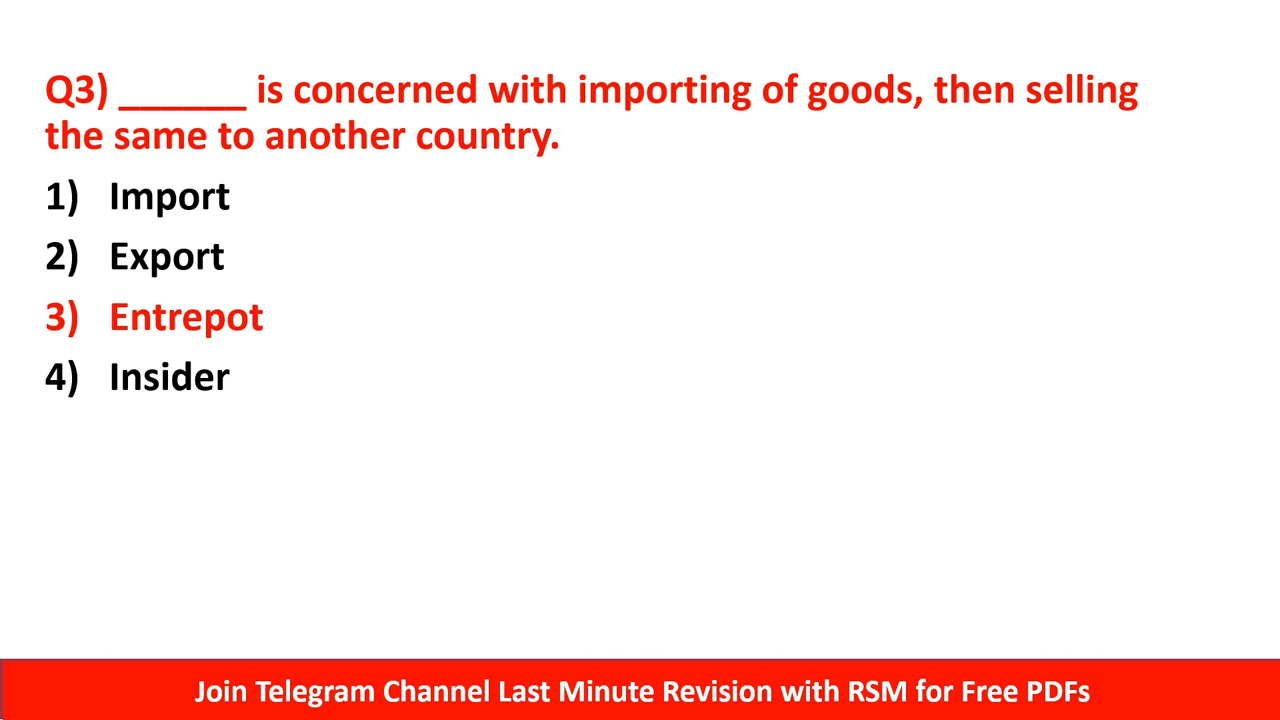 Q3) ______ is concerned with importing of goods, then selling
the same to another country.
1) Import
2) Export
3) Entrepot
4) Insider
Join Telegram Channel Last Minute Revision with RSM for Free PDFs